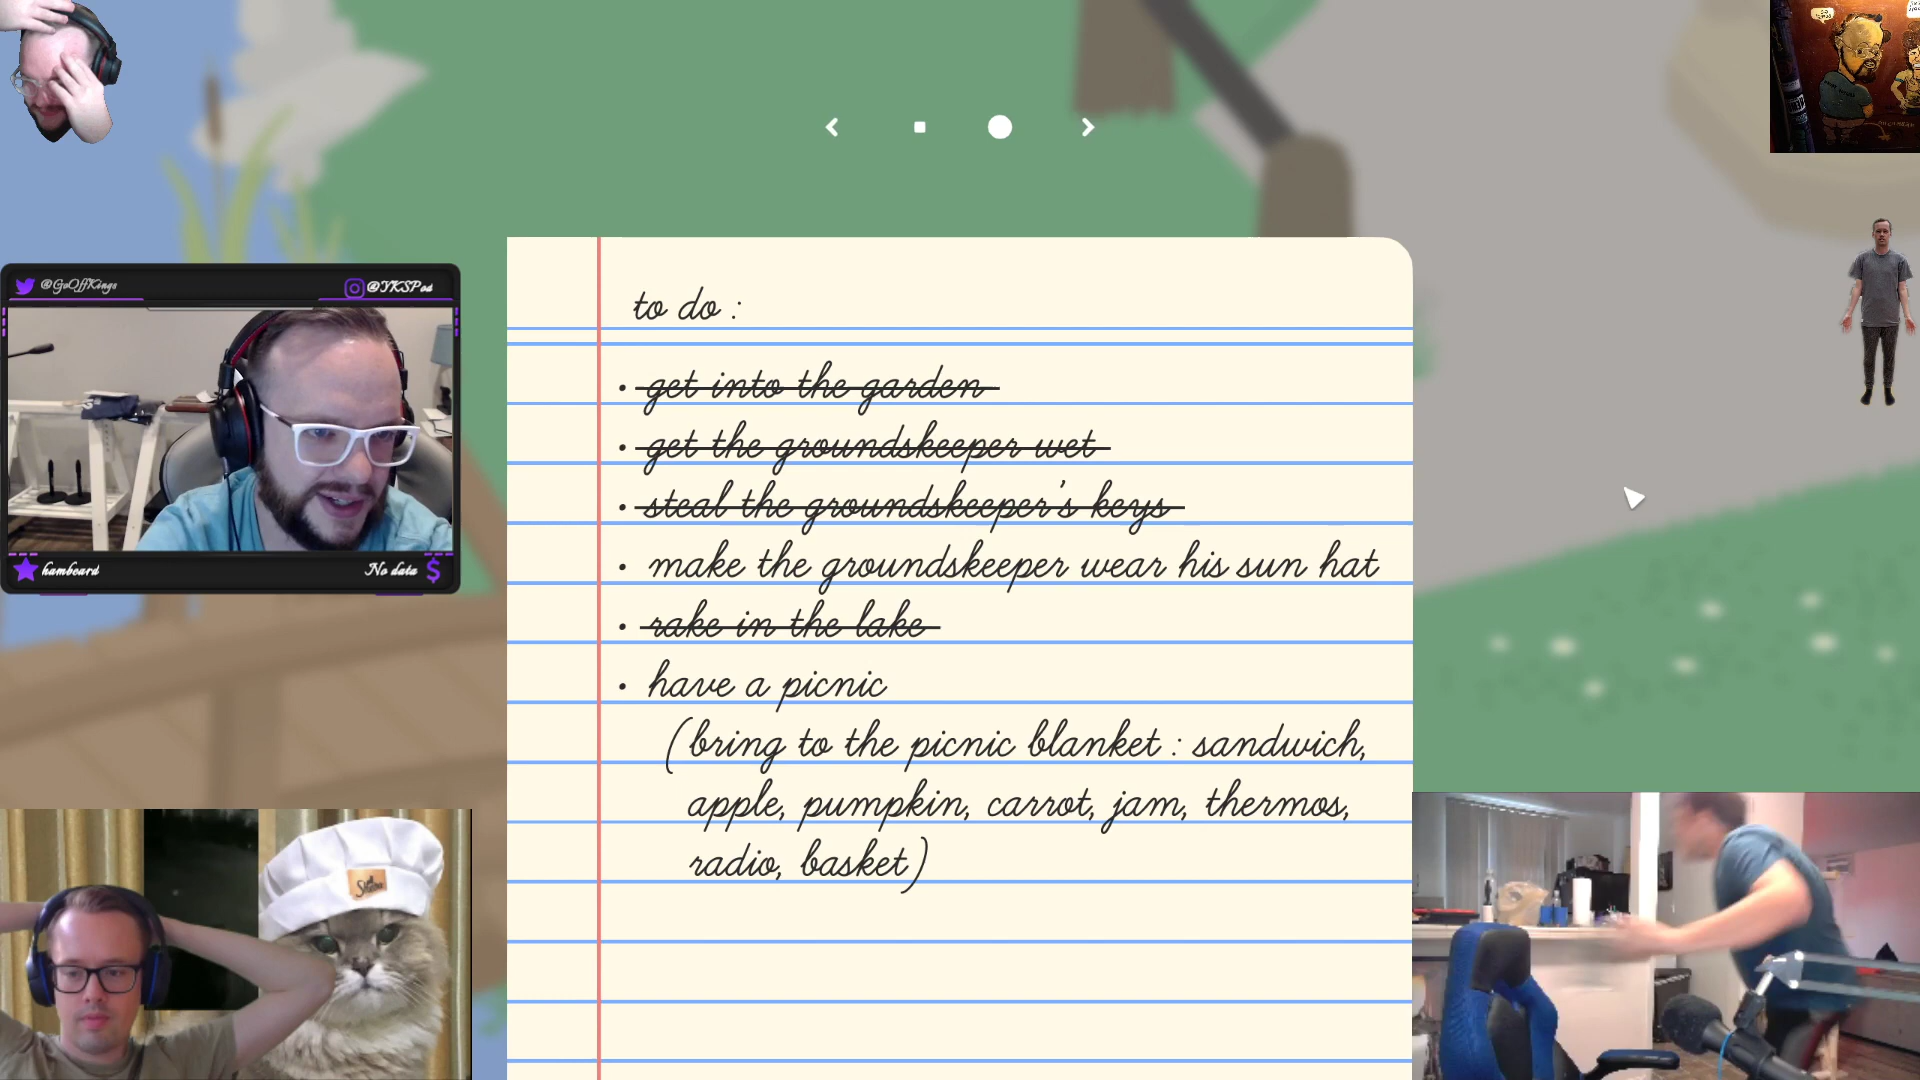 @GoOffKings
@YKSPod
to do :
• get into the garden
• get the groundskeeper wet
• steal the groundskeeper's keys
• make the groundskeeper wear his sun hat
• rake in the lake
• have a picnic
(bring to the picnic blanket : sandwich,
apple, pumpkin, carrot, jam, thermos,
radio, basket)
hamboard
No data $